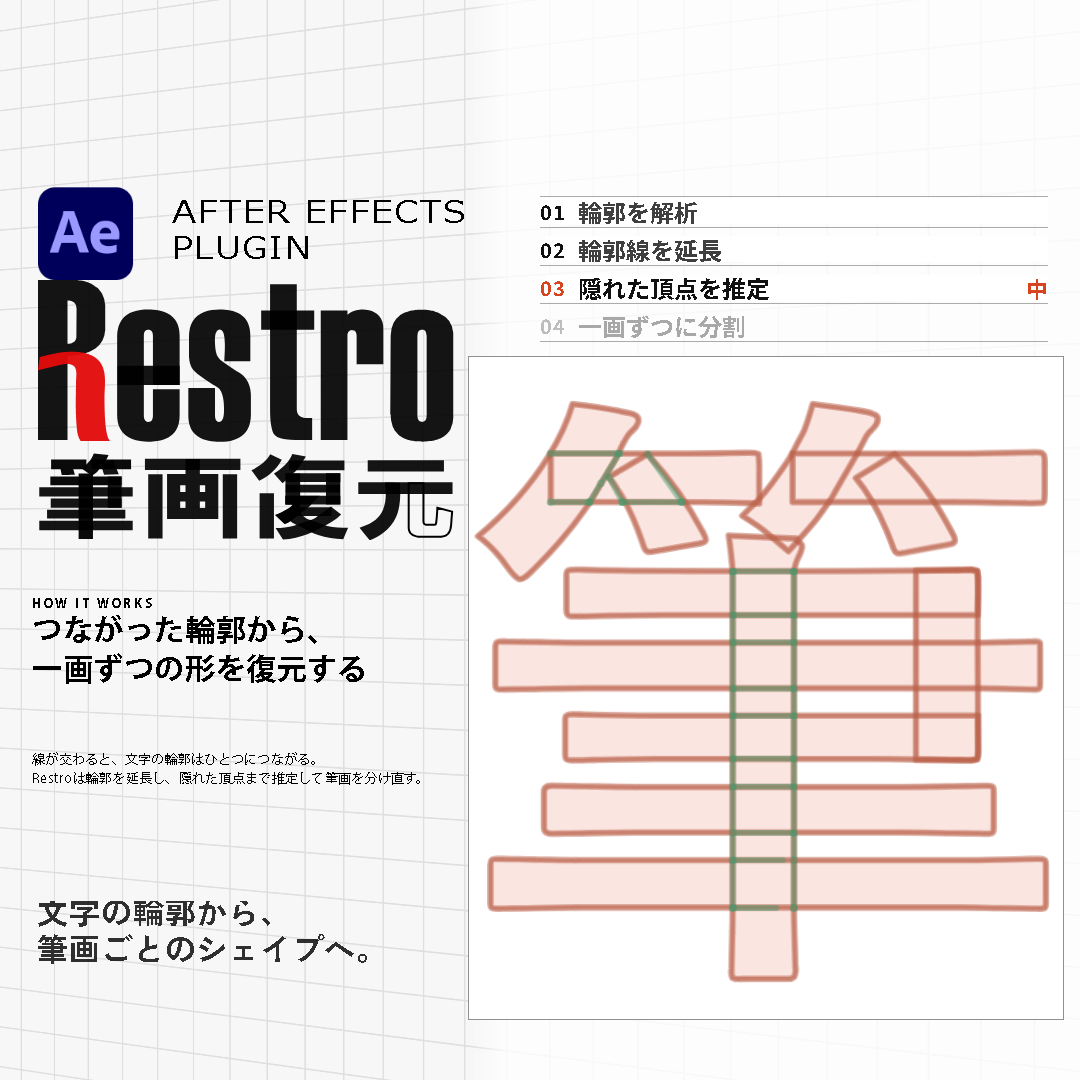 Ae
AFTER EFFECTS
PLUGIN
Restro
筆画復元
01 輪郭を解析
02 輪郭線を延長
03 隠れた頂点を推定 中
04 一画ずつに分割
HOW IT WORKS
つながった輪郭から、
一画ずつの形を復元する
線が交わると、文字の輪郭はひとつにつながる。
Restroは輪郭を延長し、隠れた頂点まで推定して筆画を分け直す。
文字の輪郭から、
筆画ごとのシェイプへ。
筆